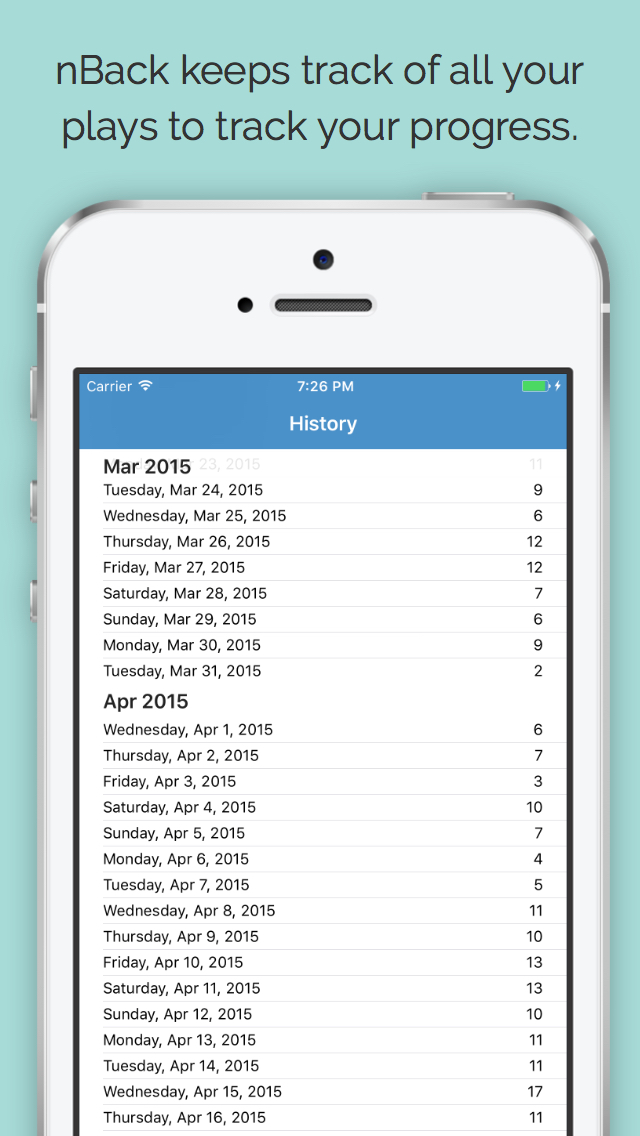 nBack keeps track of all your
plays to track your progress.
Carrier 7:26 PM
History
Mar 2015
23, 2015 11
Tuesday, Mar 24, 2015 9
Wednesday, Mar 25, 2015 6
Thursday, Mar 26, 2015 12
Friday, Mar 27, 2015 12
Saturday, Mar 28, 2015 7
Sunday, Mar 29, 2015 6
Monday, Mar 30, 2015 9
Tuesday, Mar 31, 2015 2
Apr 2015
Wednesday, Apr 1, 2015 6
Thursday, Apr 2, 2015 7
Friday, Apr 3, 2015 3
Saturday, Apr 4, 2015 10
Sunday, Apr 5, 2015 7
Monday, Apr 6, 2015 4
Tuesday, Apr 7, 2015 5
Wednesday, Apr 8, 2015 11
Thursday, Apr 9, 2015 10
Friday, Apr 10, 2015 13
Saturday, Apr 11, 2015 13
Sunday, Apr 12, 2015 10
Monday, Apr 13, 2015 11
Tuesday, Apr 14, 2015 11
Wednesday, Apr 15, 2015 17
Thursday, Apr 16, 2015 11